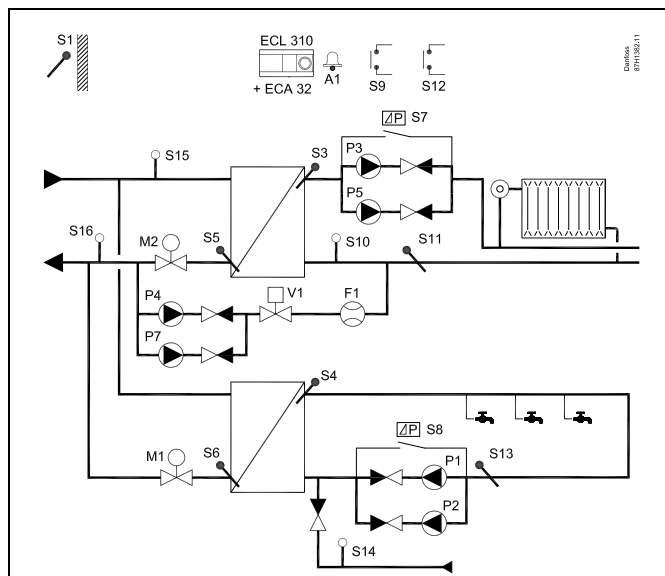 S1
ECL 310
+ ECA 32
A1
S9
S12
Danfoss
87H1382.11
S15
S3
⊿P S7
P3
P5
S16
M2
S5
S10
S11
P4
V1
F1
P7
S4
M1
S6
⊿P S8
P1
S13
P2
S14